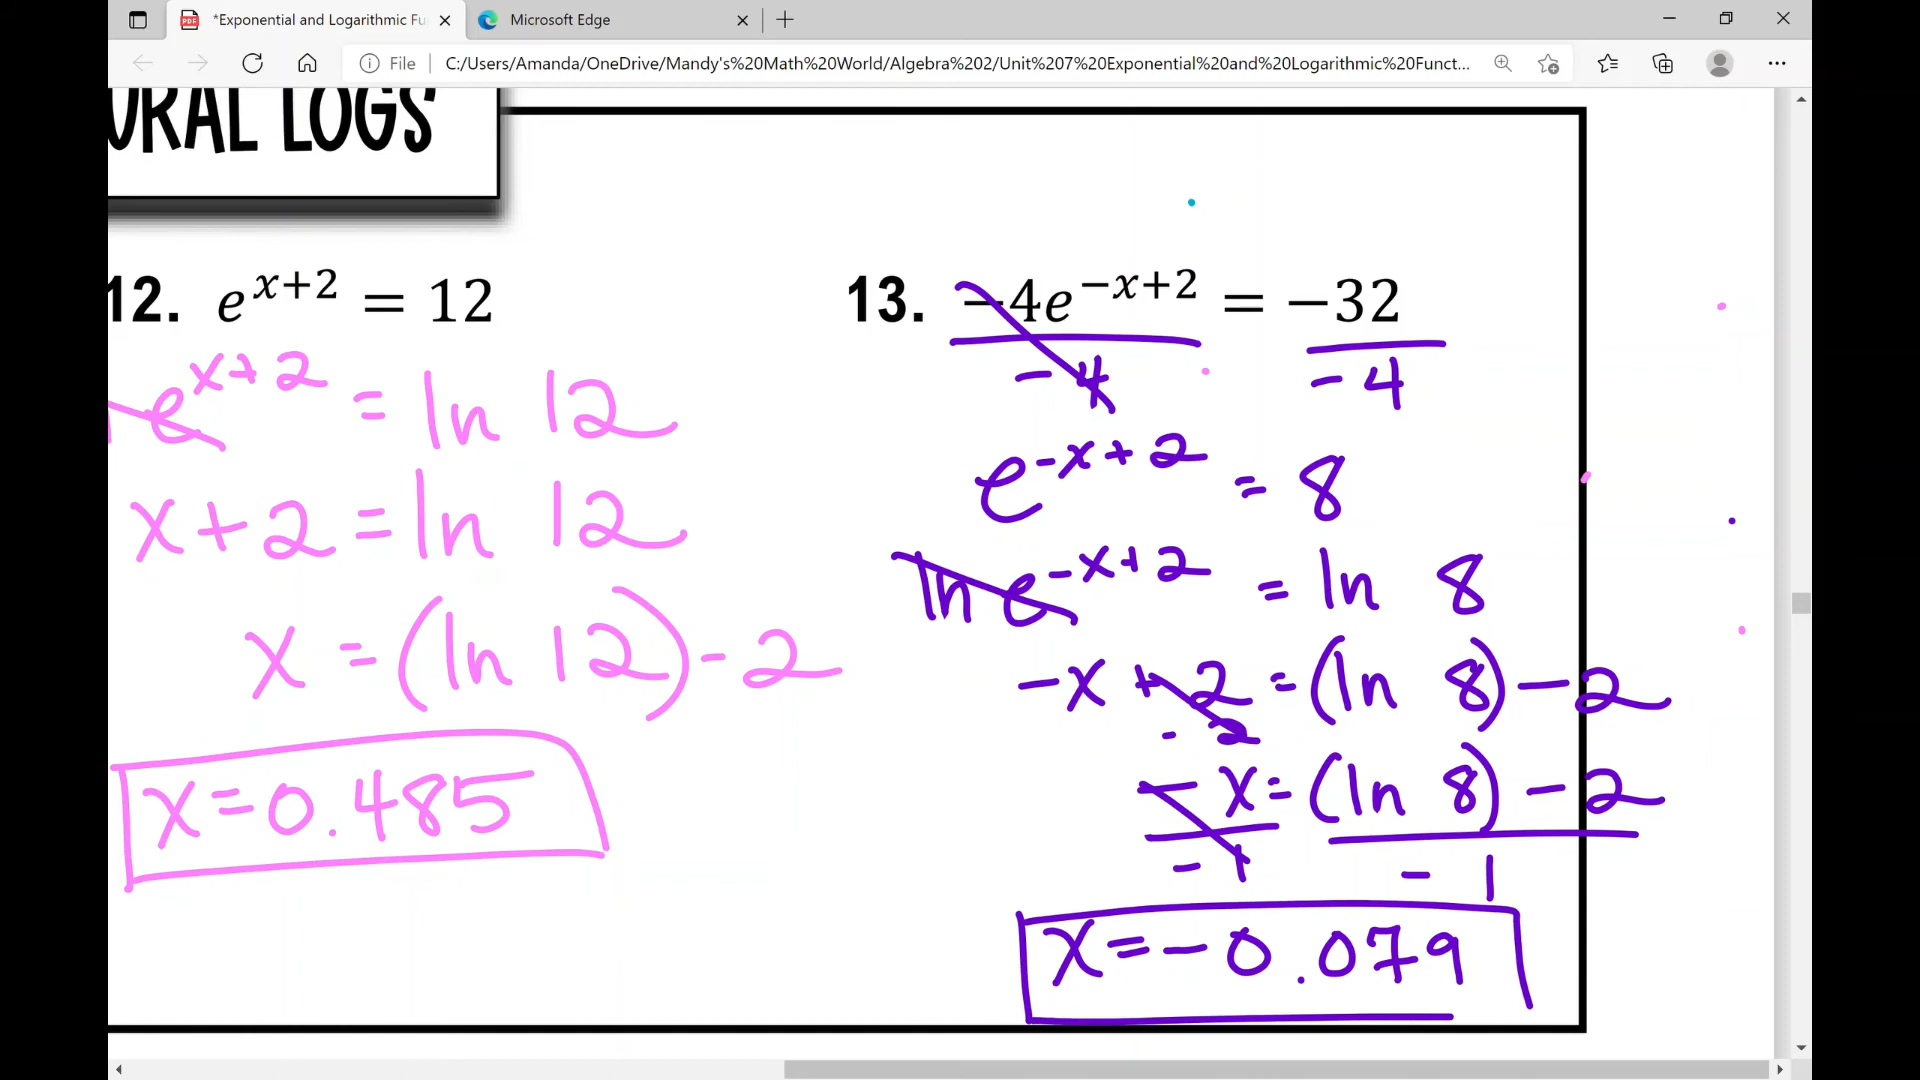 *Exponential and Logarithmic Fu
Microsoft Edge
File C:/Users/Amanda/OneDrive/Mandy's%20Math%20World/Algebra%202/Unit%207%20Exponential%20and%20Logarithmic%20Funct...
URAL LOGS
12. e^{x+2} = 12
e^{x+2} = ln 12
x+2 = ln 12
x = (ln 12) - 2
x = 0.485
13. -4e^{-x+2} = -32
-4 -4
e^{-x+2} = 8
ln e^{-x+2} = ln 8
-x + 2 = (ln 8) - 2
- 2
- x = (ln 8) - 2
- 1 - 1
x = -0.079